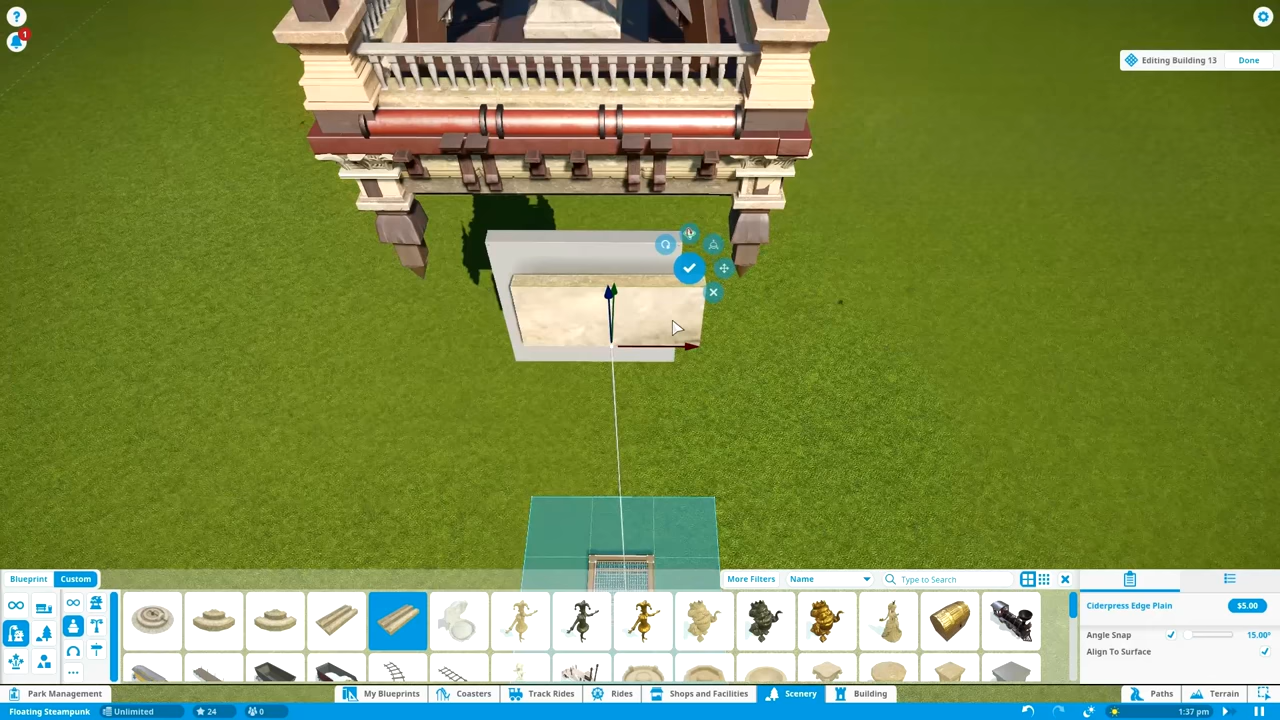 ?
1
Editing Building 13 Done
Blueprint Custom More Filters Name Type to Search
Ciderpress Edge Plain $5.00
Angle Snap 15.00°
Align To Surface
Park Management My Blueprints Coasters Track Rides Rides Shops and Facilities Scenery Building Paths Terrain
Floating Steampunk Unlimited 24 0 1:37 pm